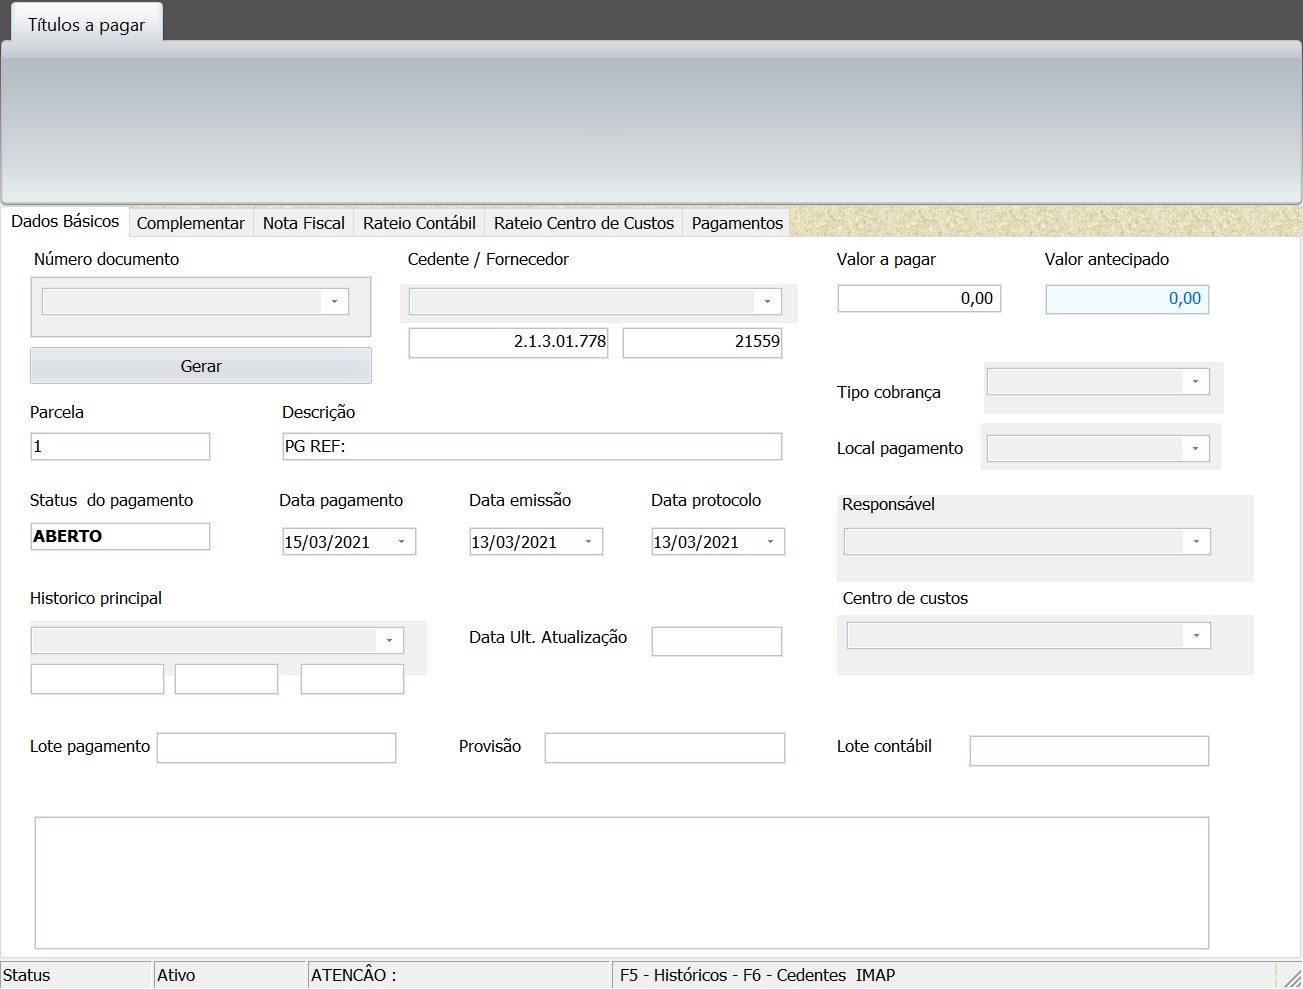 Títulos a pagar
Dados Básicos Complementar Nota Fiscal Rateio Contábil Rateio Centro de Custos Pagamentos
Número documento Cedente / Fornecedor Valor a pagar Valor antecipado
0,00 0,00
2.1.3.01.778 21559
Gerar
Tipo cobrança
Parcela Descrição
1 PG REF:
Local pagamento
Status do pagamento Data pagamento Data emissão Data protocolo Responsável
ABERTO 15/03/2021 13/03/2021 13/03/2021
Historico principal Centro de custos
Data Ult. Atualização
Lote pagamento Provisão Lote contábil
Status Ativo ATENCÂO : F5 - Históricos - F6 - Cedentes IMAP